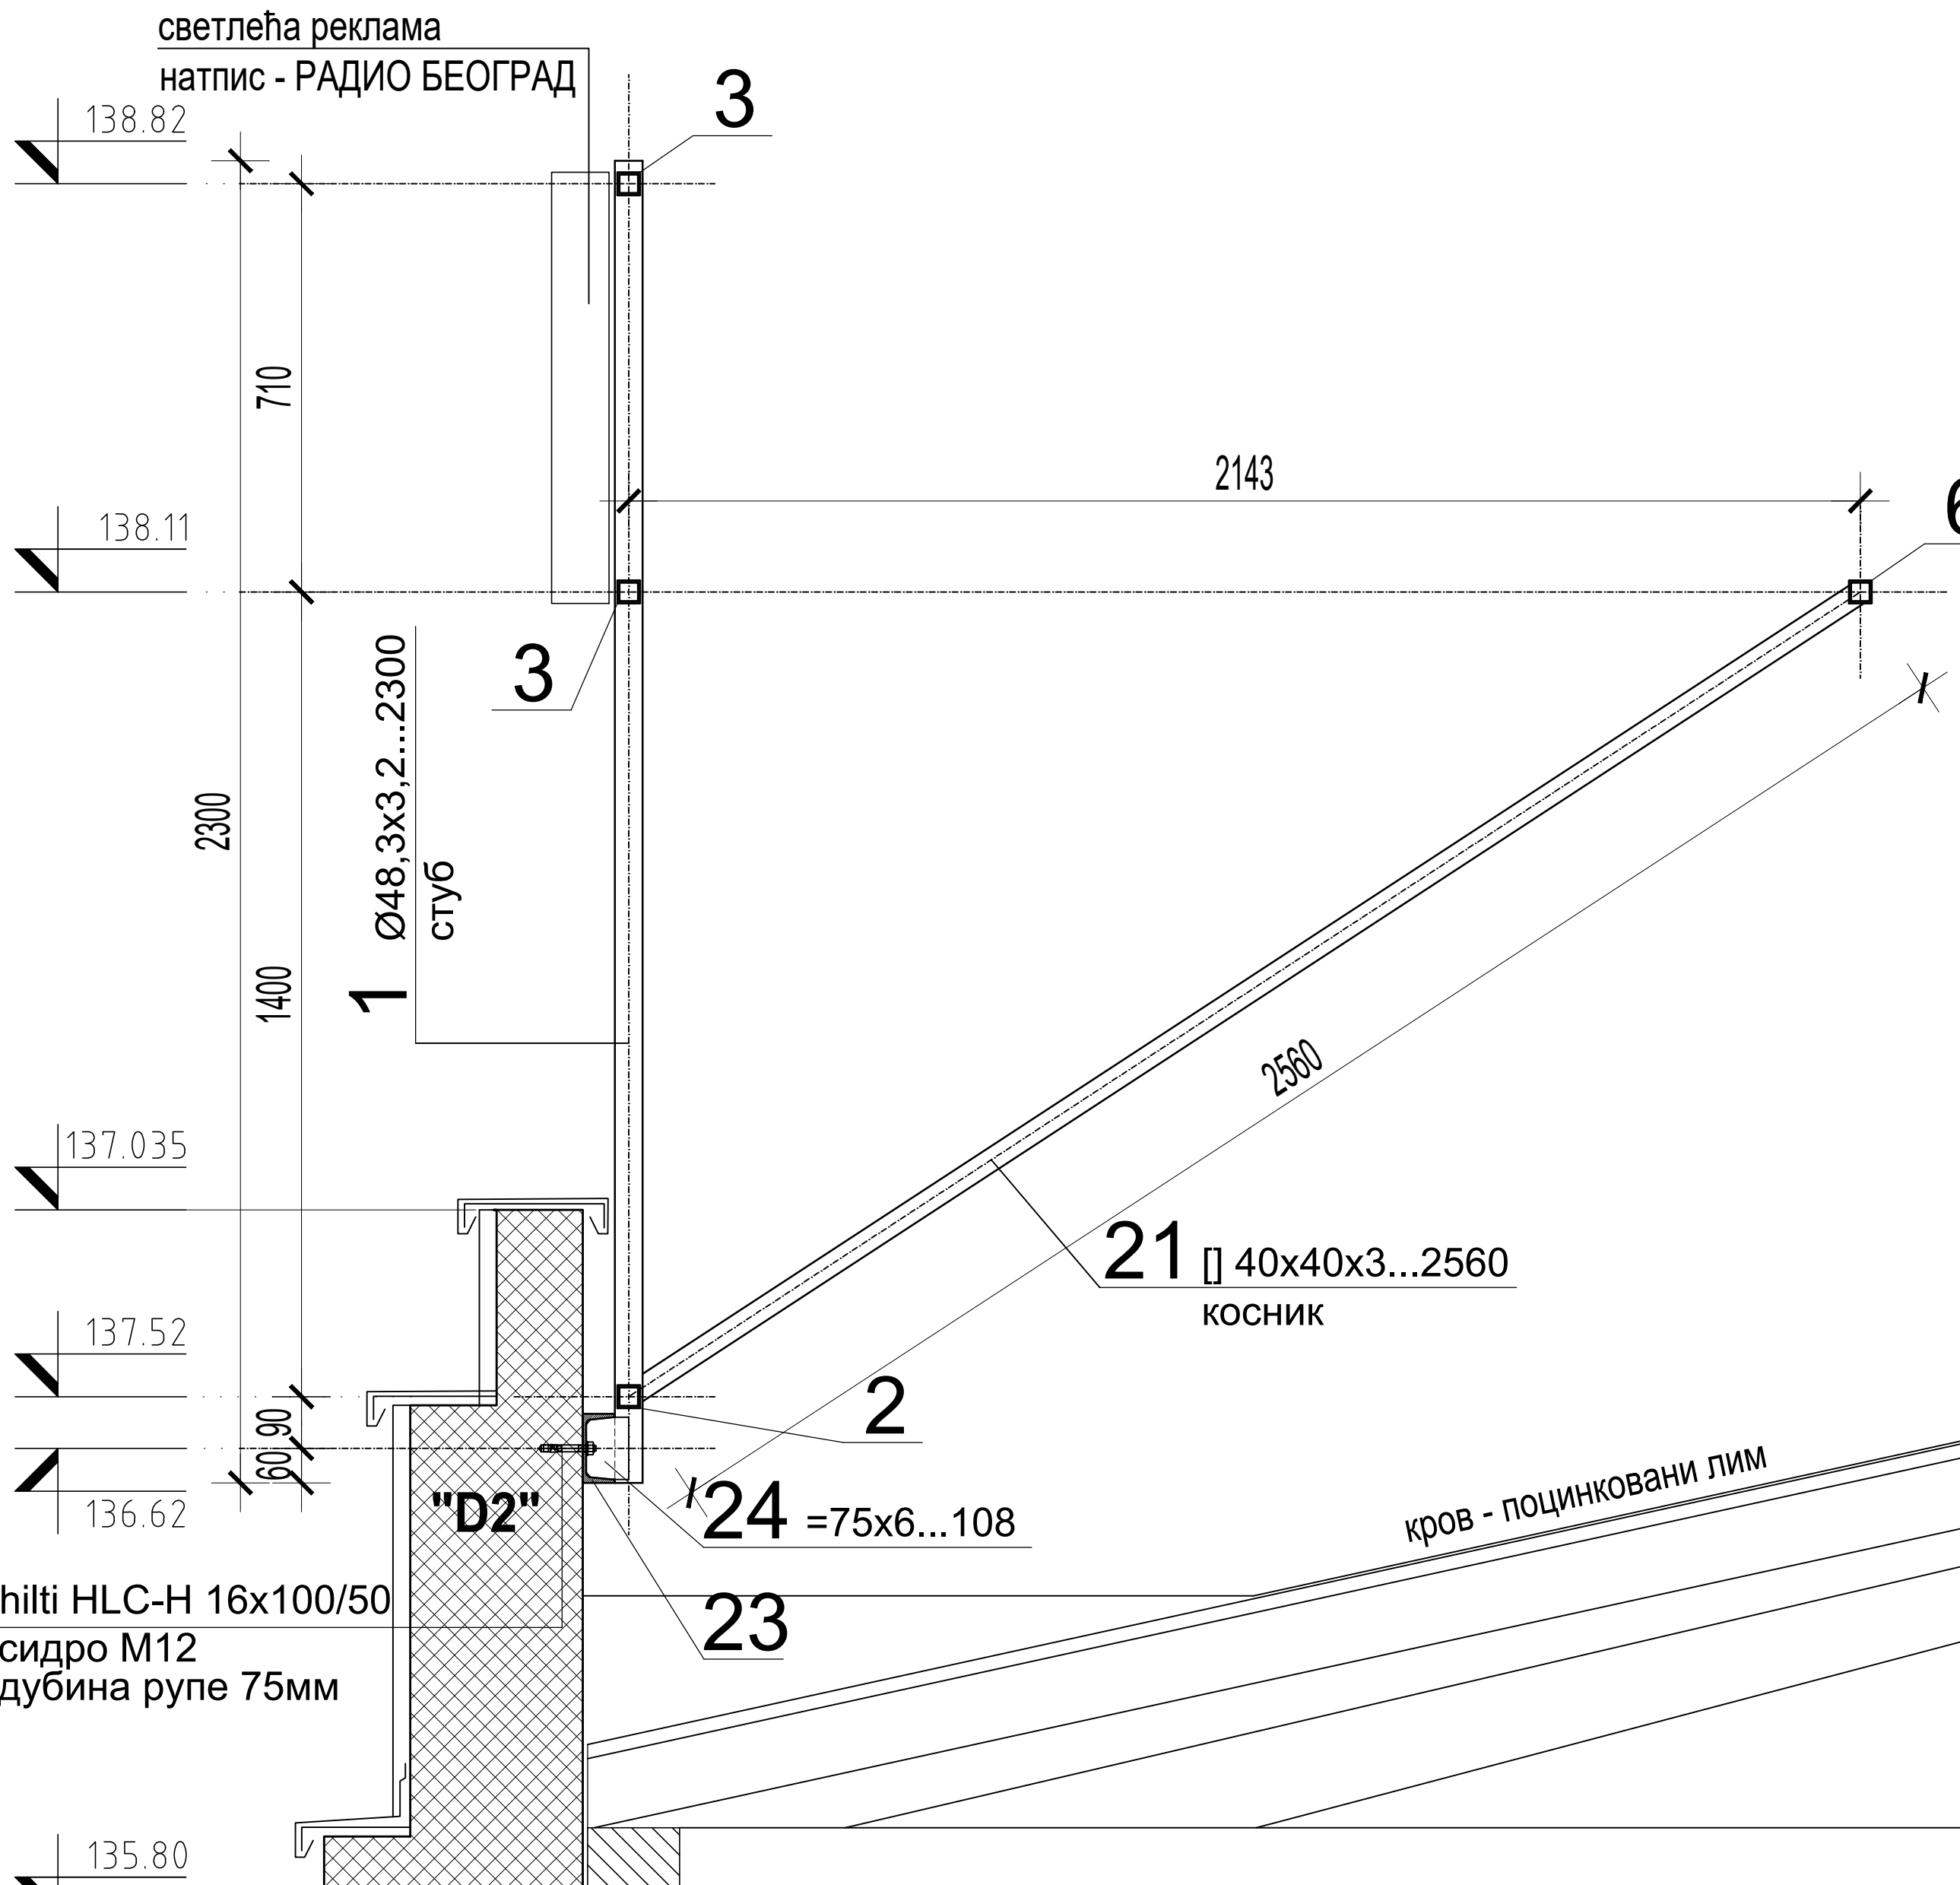 светлећа реклама
натпис - РАДИО БЕОГРАД
3
138.82
710
2143
138.11
6
3
Ø48,3x3,2...2300
стуб
1
2300
1400
2560
137.035
21 [] 40x40x3...2560
косник
137.52
2
90
60
136.62
"D2"
24 =75x6...108
кров - поцинковани лим
hilti HLC-H 16x100/50
сидро M12
дубина рупе 75мм
23
135.80